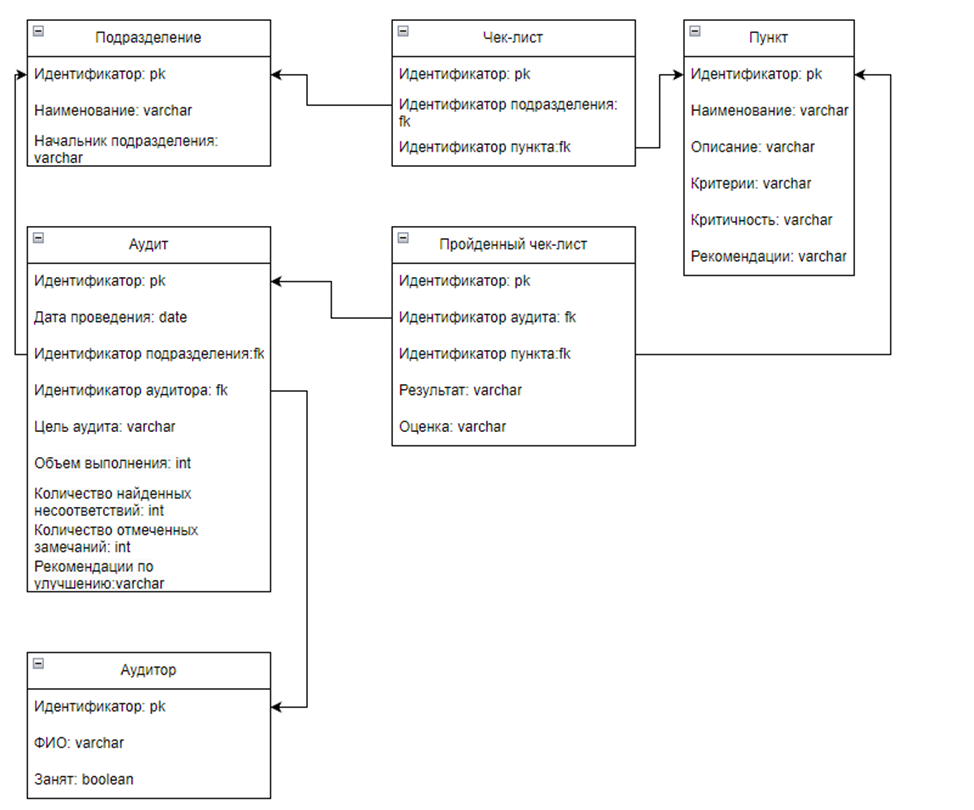 Подразделение
Идентификатор: pk
Наименование: varchar
Начальник подразделения:
varchar
Чек-лист
Идентификатор: pk
Идентификатор подразделения:
fk
Идентификатор пункта:fk
Пункт
Идентификатор: pk
Наименование: varchar
Описание: varchar
Критерии: varchar
Критичность: varchar
Рекомендации: varchar
Аудит
Идентификатор: pk
Дата проведения: date
Идентификатор подразделения:fk
Идентификатор аудитора: fk
Цель аудита: varchar
Объем выполнения: int
Количество найденных
несоответствий: int
Количество отмеченных
замечаний: int
Рекомендации по
улучшению:varchar
Пройденный чек-лист
Идентификатор: pk
Идентификатор аудита: fk
Идентификатор пункта:fk
Результат: varchar
Оценка: varchar
Аудитор
Идентификатор: pk
ФИО: varchar
Занят: boolean